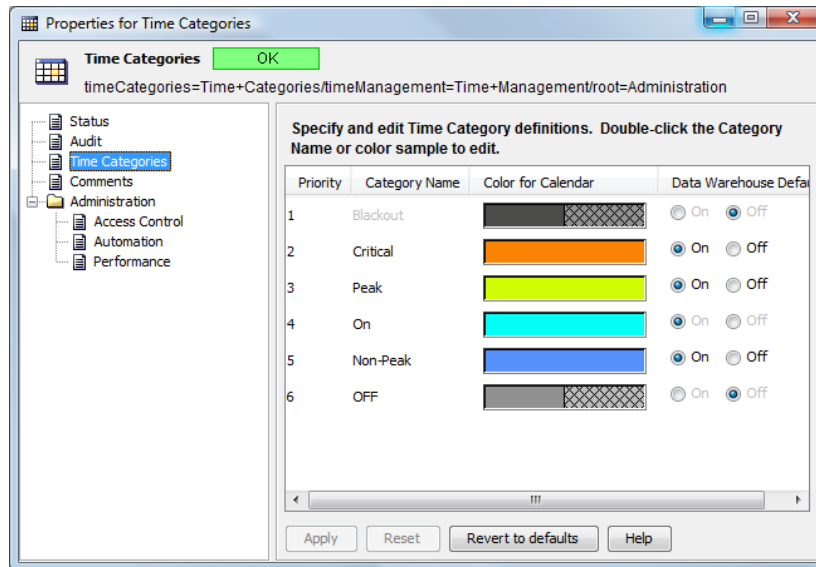 Properties for Time Categories
Time Categories OK
timeCategories=Time+Categories/timeManagement=Time+Management/root=Administration
Status
Audit
Time Categories
Comments
Administration
Access Control
Automation
Performance
Specify and edit Time Category definitions. Double-click the Category
Name or color sample to edit.
Priority Category Name Color for Calendar Data Warehouse Defau
1 Blackout On Off
2 Critical On Off
3 Peak On Off
4 On On Off
5 Non-Peak On Off
6 OFF On Off
Apply Reset Revert to defaults Help